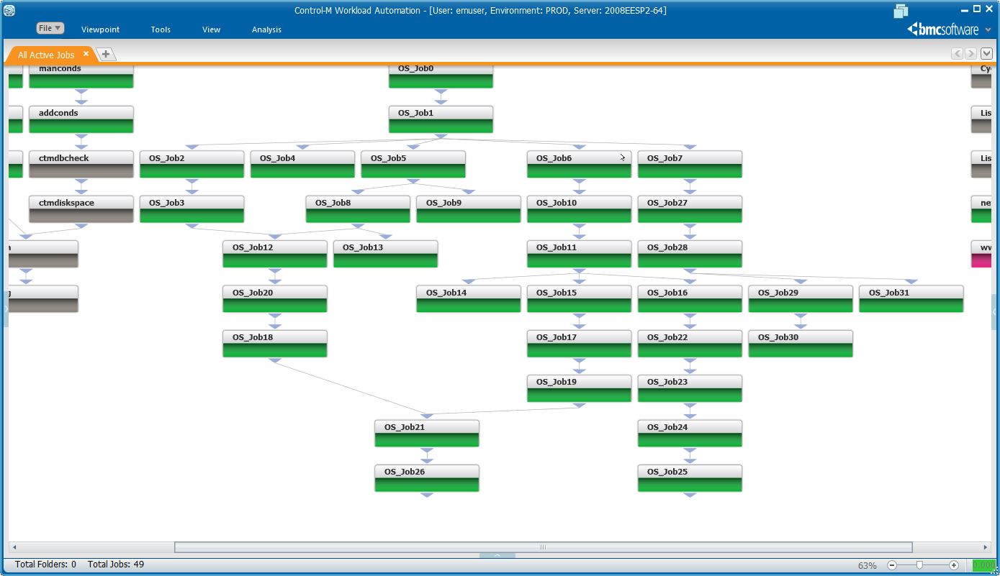 Control-M Workload Automation - [User: emuser, Environment: PROD, Server: 2008EESP2-64]
File Viewpoint Tools View Analysis
bmcsoftware
All Active Jobs
manconds OS_Job0 Cy
addconds OS_Job1 Lis
ctmdbcheck OS_Job2 OS_Job4 OS_Job5 OS_Job6 OS_Job7 Lis
ctmdiskspace OS_Job3 OS_Job8 OS_Job9 OS_Job10 OS_Job27 ne
a OS_Job12 OS_Job13 OS_Job11 OS_Job28 ww
OS_Job20 OS_Job14 OS_Job15 OS_Job16 OS_Job29 OS_Job31
OS_Job18 OS_Job17 OS_Job22 OS_Job30
OS_Job19 OS_Job23
OS_Job21 OS_Job24
OS_Job26 OS_Job25
Total Folders: 0 Total Jobs: 49
63%